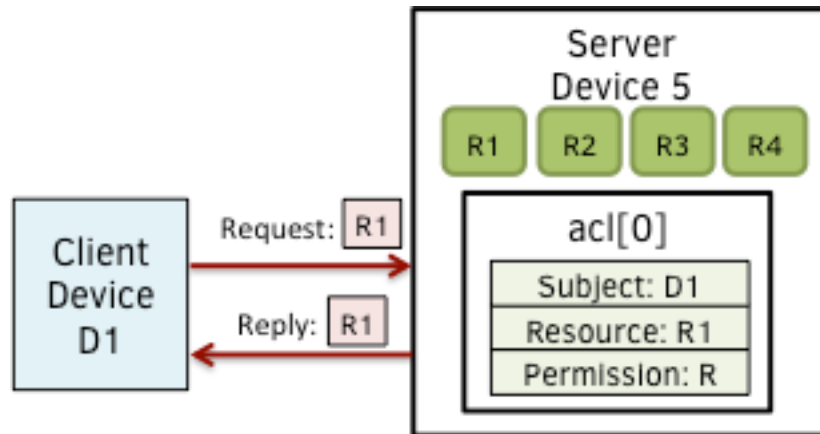 Server
Device 5
R1 R2 R3 R4
Request: R1
Client
Device
D1
Reply: R1
acl[0]
Subject: D1
Resource: R1
Permission: R